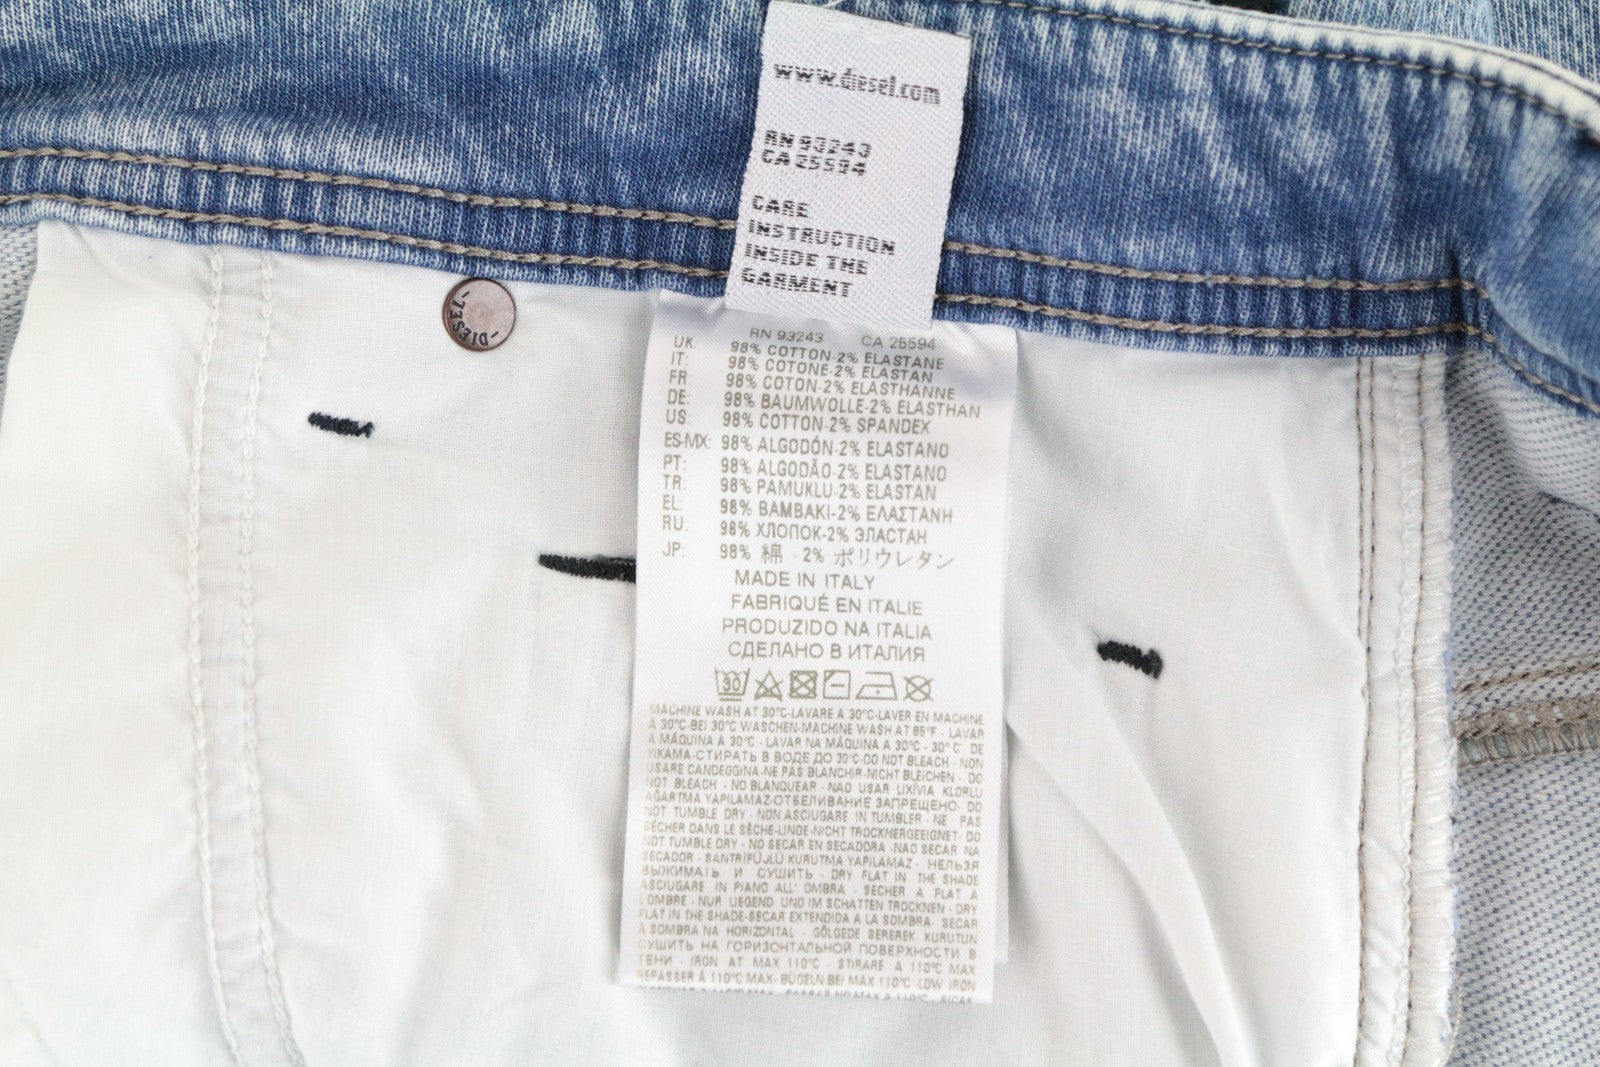 www.diesel.com
RN 93243
CA 25594
CARE
INSTRUCTION
INSIDE THE
GARMENT
-DIESEL-
RN 93243 CA 25594
UK: 98% COTTON-2% ELASTANE
IT: 98% COTONE-2% ELASTAN
FR: 98% COTON-2% ELASTHANNE
DE: 98% BAUMWOLLE-2% ELASTHAN
US: 98% COTTON-2% SPANDEX
ES-MX: 98% ALGODÓN-2% ELASTANO
PT: 98% ALGODÃO-2% ELASTANO
TR: 98% PAMUKLU-2% ELASTAN
EL: 98% BAMBAKI-2% ΕΛΑΣΤΑΝΗ
RU: 98% ХЛОПОК-2% ЭЛАСТАН
JP: 98% 綿 - 2% ポリウレタン
MADE IN ITALY
FABRIQUÉ EN ITALIE
PRODUZIDO NA ITALIA
СДЕЛАНО В ИТАЛИЯ
30
MACHINE WASH AT 30°C-LAVARE A 30°C-LAVER EN MACHINE
À 30°C-BEI 30°C WASCHEN-MACHINE WASH AT 85°F - LAVAR
A MÁQUINA A 30°C - LAVAR NA MÁQUINA A 30°C - 30° C' DE
YIKAMA-СТИРАТЬ В ВОДЕ ДО 30°C-DO NOT BLEACH - NON
USARE CANDEGGINA-NE PAS BLANCHIR-NICHT BLEICHEN - DO
NOT BLEACH - NO BLANQUEAR - NAO USAR LIXÍVIA KLORLU
AĞARTMA YAPILAMAZ-ОТБЕЛИВАНИЕ ЗАПРЕЩЕНО- DO
NOT TUMBLE DRY - NON ASCIUGARE IN TUMBLER - NE PAS
SÉCHER DANS LE SÈCHE-LINGE-NICHT TROCKNERGEEIGNET- DO
NOT TUMBLE DRY - NO SECAR EN SECADORA -NAO SECAR NA
SECADOR - SANTRİFÜJLÜ KURUTMA YAPILAMAZ - НЕЛЬЗЯ
ВЫЖИМАТЬ И СУШИТЬ - DRY FLAT IN THE SHADE
ASCIUGARE IN PIANO ALL' OMBRA - SÉCHER A PLAT A
L'OMBRE - NUR LIEGEND UND IM SCHATTEN TROCKNEN - DRY
FLAT IN THE SHADE-SECAR EXTENDIDA A LA SOMBRA- SECAR
À SOMBRA NA HORIZONTAL - GÖLGEDE SEREREK KURUTUN
СУШИТЬ НА ГОРИЗОНТАЛЬНОЙ ПОВЕРХНОСТИ В
ТЕНИ - IRON AT MAX 110°C - STIRARE A 110°C MAX
REPASSER À 110°C MAX- BÜGELN BEI MAX 110°C -LOW IRON